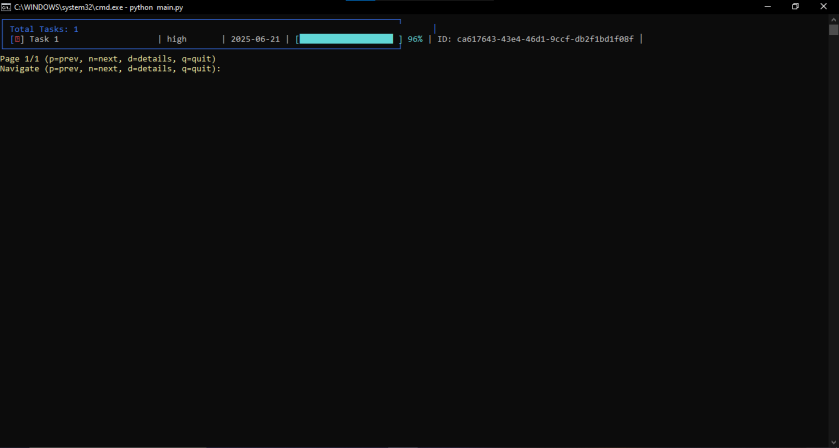 C:\WINDOWS\system32\cmd.exe - python main.py
Total Tasks: 1
[?] Task 1 | high | 2025-06-21 | [ ] 96% | ID: ca617643-43e4-46d1-9ccf-db2f1bd1f08f |
Page 1/1 (p=prev, n=next, d=details, q=quit)
Navigate (p=prev, n=next, d=details, q=quit):